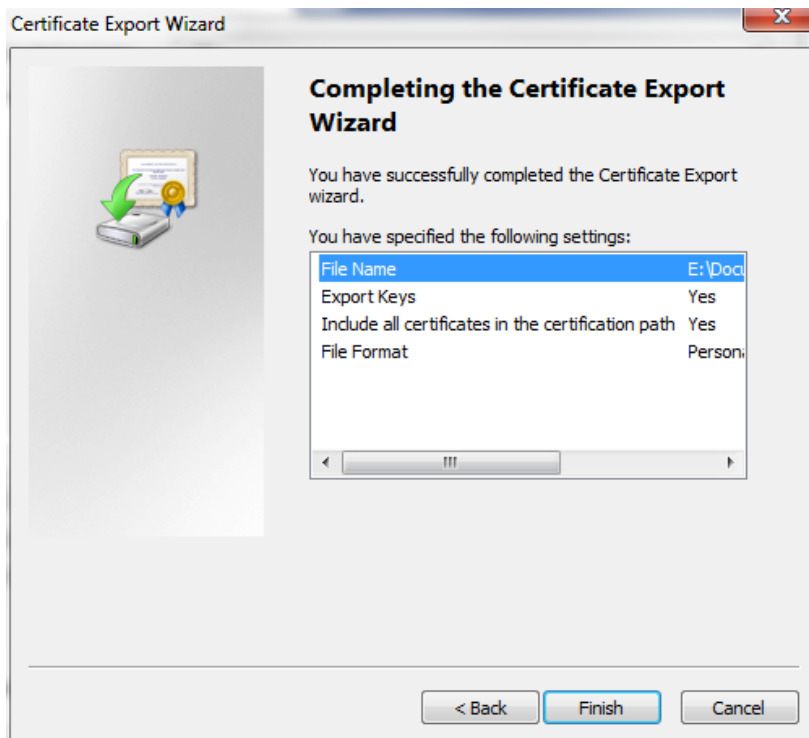 Certificate Export Wizard
X
Completing the Certificate Export
Wizard
You have successfully completed the Certificate Export
wizard.
You have specified the following settings:
File Name E:\Docu
Export Keys Yes
Include all certificates in the certification path Yes
File Format Persona
< Back Finish Cancel